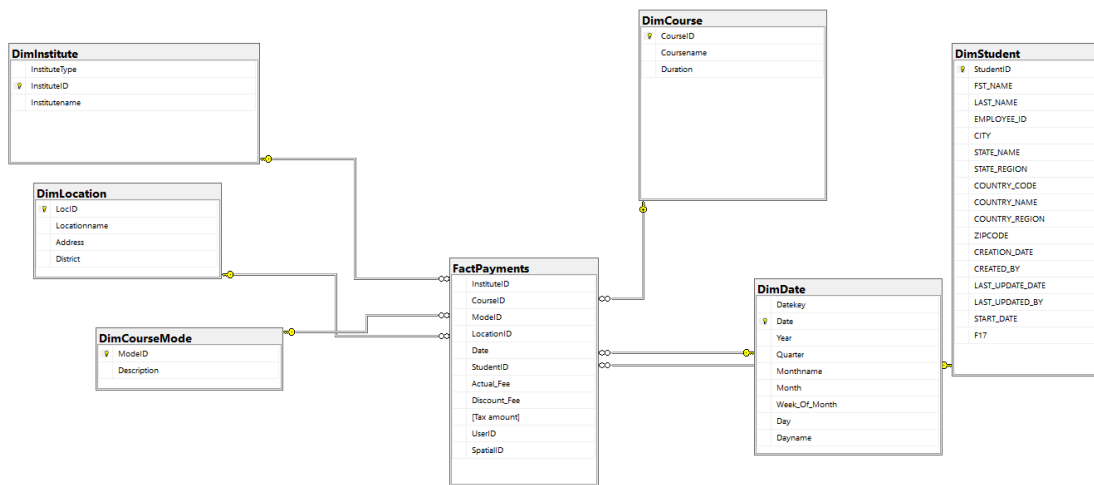 DimInstitute
InstituteType
InstituteID
Institutename
DimLocation
LocID
Locationname
Address
District
DimCourseMode
ModeID
Description
FactPayments
InstituteID
CourseID
ModeID
LocationID
Date
StudentID
Actual_Fee
Discount_Fee
[Tax amount]
UserID
SpatialID
DimCourse
CourseID
Coursename
Duration
DimDate
Datekey
Date
Year
Quarter
Monthname
Month
Week_Of_Month
Day
Dayname
DimStudent
StudentID
FST_NAME
LAST_NAME
EMPLOYEE_ID
CITY
STATE_NAME
STATE_REGION
COUNTRY_CODE
COUNTRY_NAME
COUNTRY_REGION
ZIPCODE
CREATION_DATE
CREATED_BY
LAST_UPDATE_DATE
LAST_UPDATED_BY
START_DATE
F17